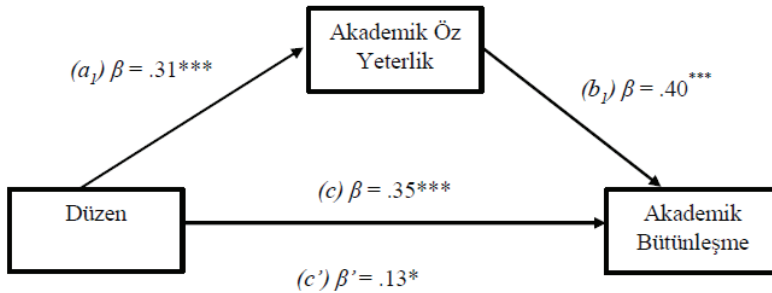 Akademik Öz
Yeterlik
(a₁) β = .31***
(b₁) β = .40***
Düzen
(c) β = .35***
Akademik
Bütünleşme
(c’) β’= .13*